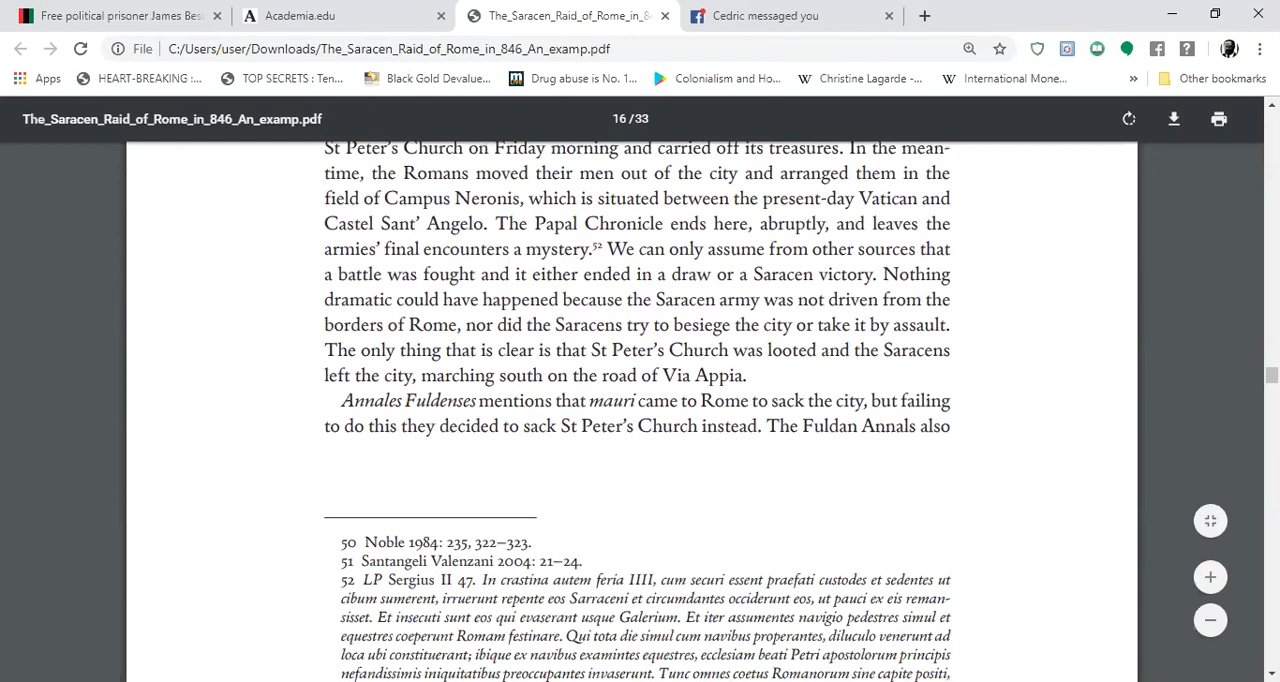 Free political prisoner James Bes
Academia.edu
The_Saracen_Raid_of_Rome_in_8
Cedric messaged you
File
C:/Users/user/Downloads/The_Saracen_Raid_of_Rome_in_846_An_examp.pdf
Apps
HEART-BREAKING :...
TOP SECRETS : Ten...
Black Gold Devalue...
Drug abuse is No. 1...
Colonialism and Ho...
Christine Lagarde -...
International Mone...
»
Other bookmarks
The_Saracen_Raid_of_Rome_in_846_An_examp.pdf
16 / 33
St Peter's Church on Friday morning and carried off its treasures. In the mean-
time, the Romans moved their men out of the city and arranged them in the
field of Campus Neronis, which is situated between the present-day Vatican and
Castel Sant' Angelo. The Papal Chronicle ends here, abruptly, and leaves the
armies' final encounters a mystery.52 We can only assume from other sources that
a battle was fought and it either ended in a draw or a Saracen victory. Nothing
dramatic could have happened because the Saracen army was not driven from the
borders of Rome, nor did the Saracens try to besiege the city or take it by assault.
The only thing that is clear is that St Peter's Church was looted and the Saracens
left the city, marching south on the road of Via Appia.
Annales Fuldenses mentions that mauri came to Rome to sack the city, but failing
to do this they decided to sack St Peter's Church instead. The Fuldan Annals also
50 Noble 1984: 235, 322–323.
51 Santangeli Valenzani 2004: 21–24.
52 LP Sergius II 47. In castina autem feria IIII, cum securi essent praefati custodes et sedentes ut
cibum sumerent, irruerunt repente eos Sarraceni et circumdantes occiderunt eos, ut pauci ex eis reman-
sisset. Et insecuti sunt eos qui evaserant usque Galerium. Et iter assumentes navigio pedestres simul et
equestres coeperunt Romam festinare. Qui tota die simul cum navibus properantes, diluculo venerunt ad
loca ubi constituerant; ibique ex navibus examintes equestres, ecclesiam beati Petri apostolorum principis
nefandissimis iniquitatibus preoccupantes invaserunt. Tunc omnes coetus Romanorum sine capite positi,